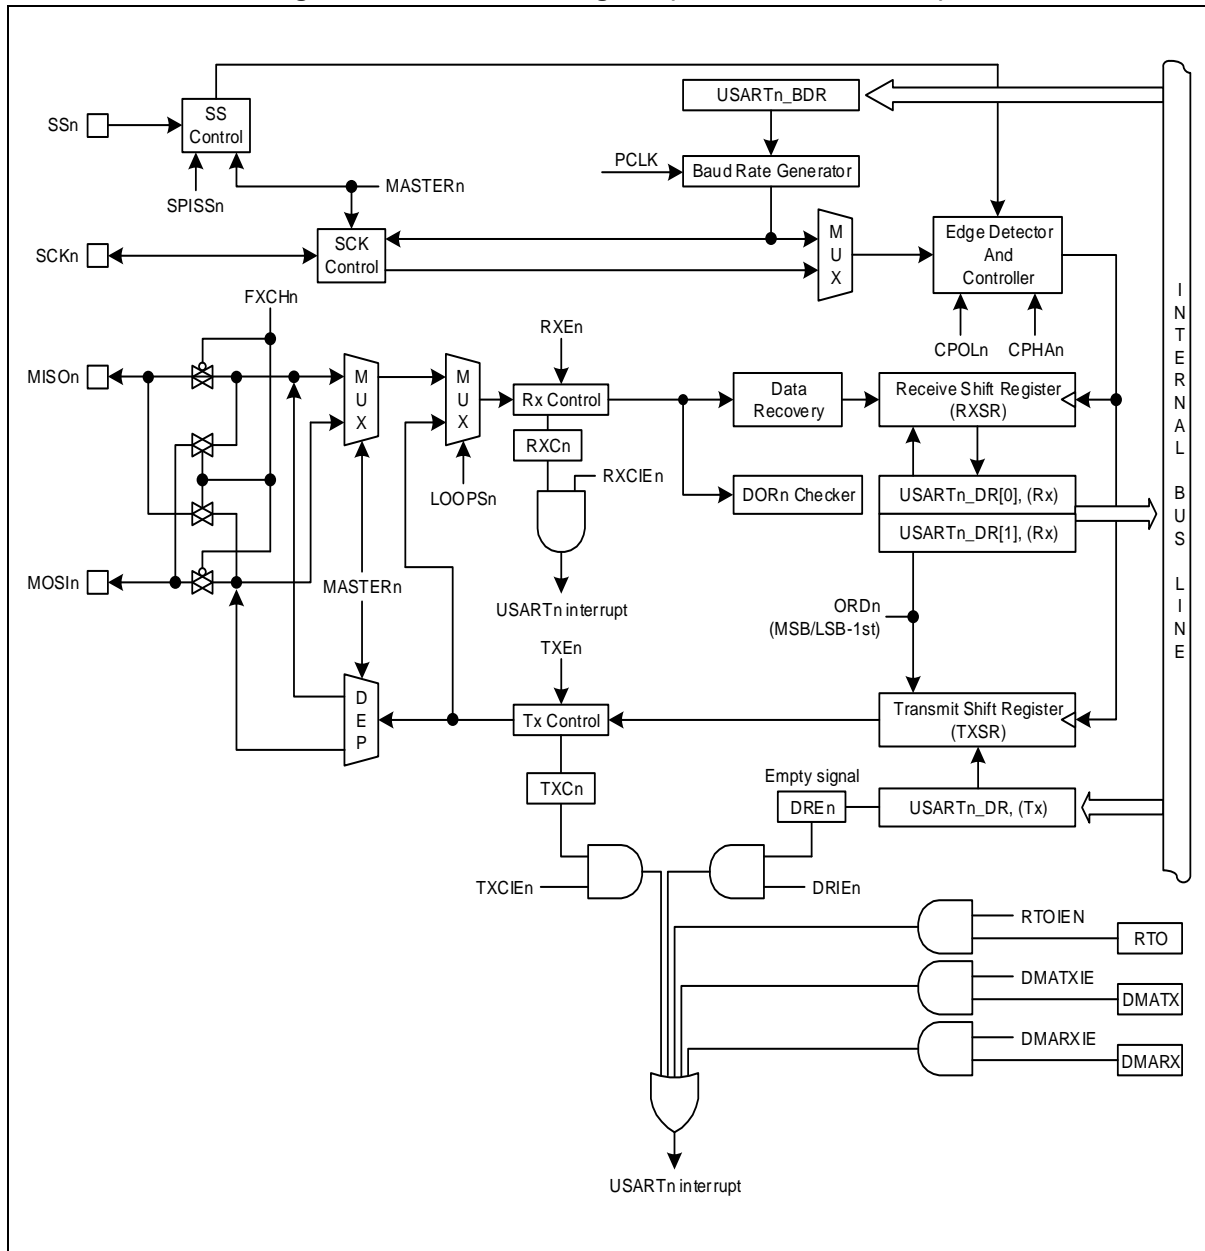 USARTn_BDR
SSn
SS
Control
PCLK
Baud Rate Generator
MASTERn
SPISSn
SCKn
SCK
Control
M
U
X
Edge Detector
And
Controller
FXCHn
RXEn
CPOLn
CPHAn
MISOn
M
U
X
M
U
X
Rx Control
Data
Recovery
Receive Shift Register
(RXSR)
RXCn
RXCIEn
LOOPSn
DORn Checker
USARTn_DR[0], (Rx)
USARTn_DR[1], (Rx)
MOSIn
MASTERn
USARTn interrupt
ORDn
(MSB/LSB-1st)
TXEn
D
E
P
Tx Control
Transmit Shift Register
(TXSR)
TXCn
Empty signal
DREn
USARTn_DR, (Tx)
TXCIEn
DRIEn
RTOIEN
RTO
DMATXIE
DMATX
DMARXIE
DMARX
USARTn interrupt
I
N
T
E
R
N
A
L
B
U
S
L
I
N
E